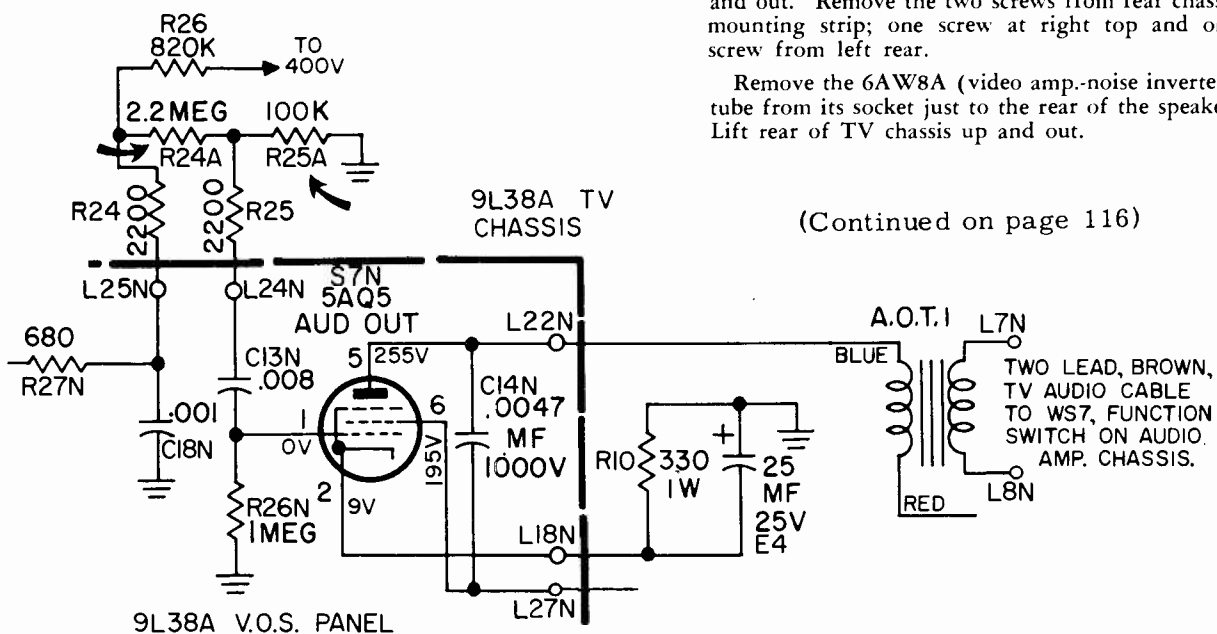 and out. Remove the two screws from rear
mounting strip; one screw at right top and
screw from left rear.
Remove the 6AW8A (video amp.-noise
tube from its socket just to the rear of the
Lift rear of TV chassis up and out.
(Continued on page 116)
R26
820K
TO
400V
2.2 MEG
R24A
100K
R25A
R24
2200
2200
R25
9L38A TV
CHASSIS
L25N
L24N
S7N
5AQ5
AUD OUT
L22N
680
R27N
.001
C18N
C13N
.008
5
255V
1
0V
6
195V
2
9V
C14N
.0047
MF
1000V
R26N
1MEG
L18N
L27N
R10
330
1W
+
25
MF
25V
E4
A.O.T.1
BLUE
RED
L7N
L8N
TWO LEAD, BROWN,
TV AUDIO CABLE
TO WS7, FUNCTION
SWITCH ON AUDIO.
AMP. CHASSIS.
9L38A V.O.S. PANEL